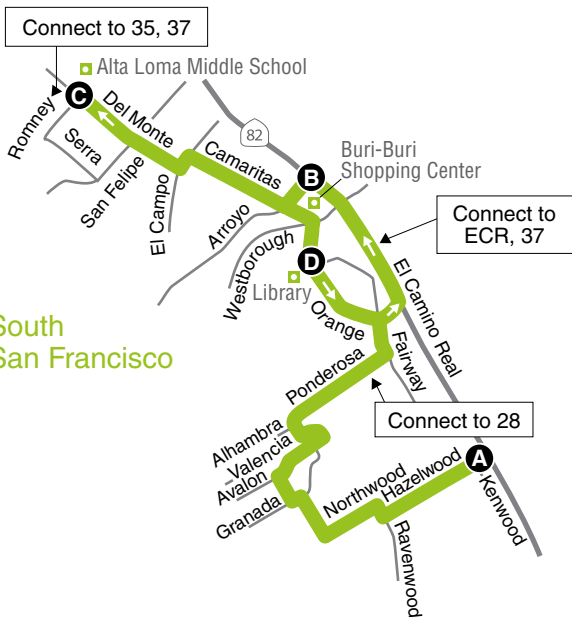 Connect to 35, 37
Alta Loma Middle School
C
Romney
Del Monte
Serra
San Felipe
El Campo
Camaritas
82
B
Buri-Buri
Shopping Center
Arroyo
Westborough
Connect to
ECR, 37
D
Library
Orange
El Camino Real
South
San Francisco
Fairway
Ponderosa
Connect to 28
Alhambra
Valencia
Avalon
Granada
Northwood
Hazelwood
A
Kenwood
Ravenwood